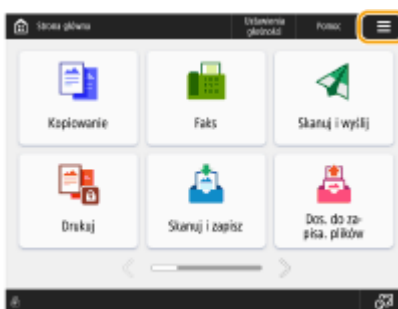 Strona główna
Ustawienia
głośności
Pomoc
Kopiowanie
Faks
Skanuj i wyślij
Drukuj
Skanuj i zapisz
Dos. do za-
pisa. plików